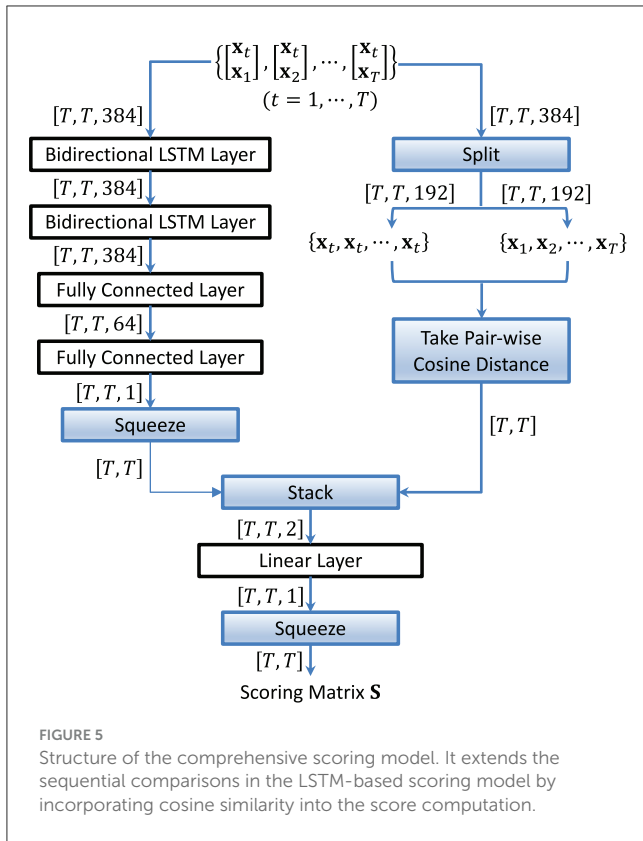 {[x_t x_1], [x_t x_2], ⋯, [x_t x_T]}
(t = 1, ⋯, T)
[T, T, 384]
Bidirectional LSTM Layer
[T, T, 384]
Bidirectional LSTM Layer
[T, T, 384]
Fully Connected Layer
[T, T, 64]
Fully Connected Layer
[T, T, 1]
Squeeze
[T, T]
[T, T, 384]
Split
[T, T, 192] [T, T, 192]
{x_t, x_t, ⋯, x_t} {x_1, x_2, ⋯, x_T}
Take Pair-wise
Cosine Distance
[T, T]
Stack
[T, T, 2]
Linear Layer
[T, T, 1]
Squeeze
[T, T]
Scoring Matrix S
FIGURE 5
Structure of the comprehensive scoring model. It extends the
sequential comparisons in the LSTM-based scoring model by
incorporating cosine similarity into the score computation.